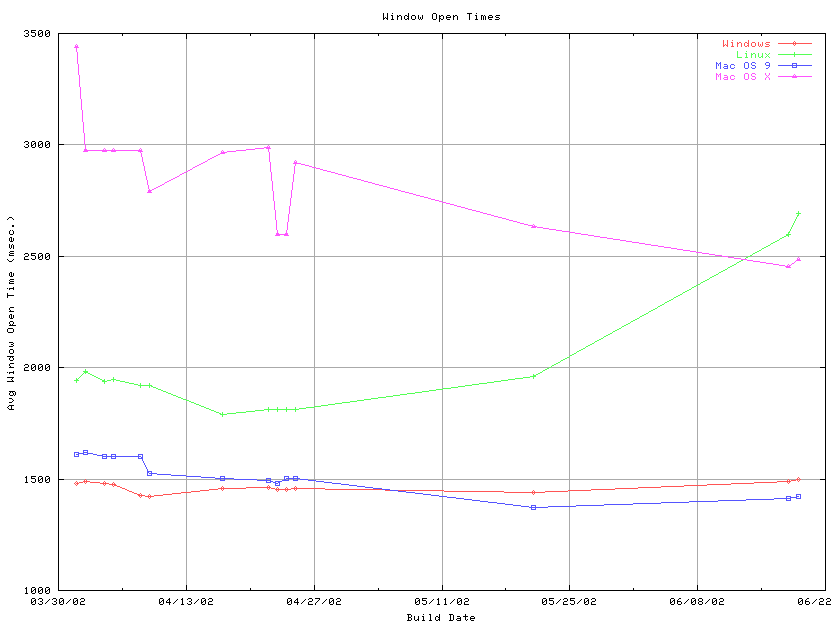 Window Open Times
3500
3000
2500
2000
1500
1000
Avg Window Open Time (msec.)
Windows
Linux
Mac OS 9
Mac OS X
03/30/02 04/13/02 04/27/02 05/11/02 05/25/02 06/08/02 06/22
Build Date